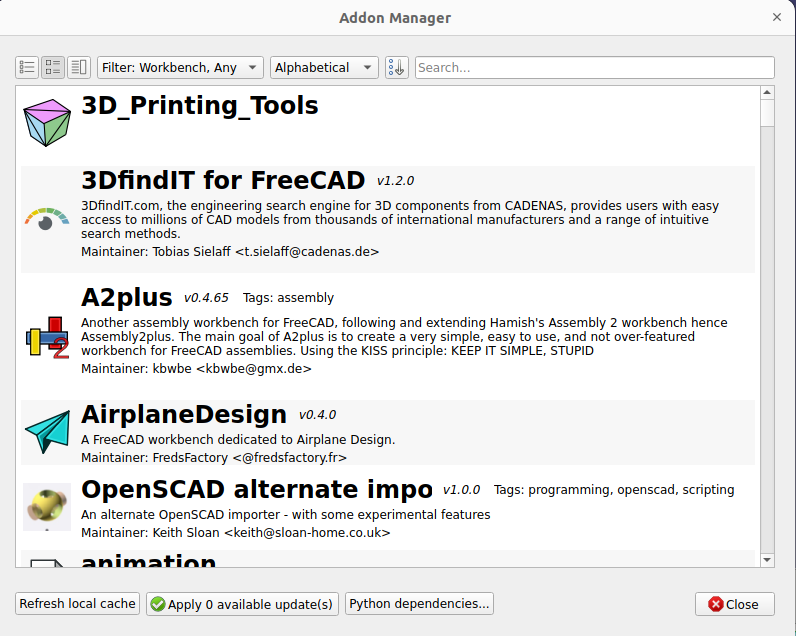 Addon Manager
Filter: Workbench, Any
Alphabetical
Search...
3D_Printing_Tools
3DfindIT for FreeCAD v1.2.0
3DfindIT.com, the engineering search engine for 3D components from CADENAS, provides users with easy
access to millions of CAD models from thousands of international manufacturers and a range of intuitive
search methods.
Maintainer: Tobias Sielaff <t.sielaff@cadenas.de>
A2plus v0.4.65 Tags: assembly
Another assembly workbench for FreeCAD, following and extending Hamish's Assembly 2 workbench hence
Assembly2plus. The main goal of A2plus is to create a very simple, easy to use, and not over-featured
workbench for FreeCAD assemblies. Using the KISS principle: KEEP IT SIMPLE, STUPID
Maintainer: kbwbe <kbwbe@gmx.de>
2
AirplaneDesign v0.4.0
A FreeCAD workbench dedicated to Airplane Design.
Maintainer: FredsFactory <@fredsfactory.fr>
OpenSCAD alternate impo v1.0.0 Tags: programming, openscad, scripting
An alternate OpenSCAD importer - with some experimental features
Maintainer: Keith Sloan <keith@sloan-home.co.uk>
animation
Refresh local cache
Apply 0 available update(s)
Python dependencies...
Close